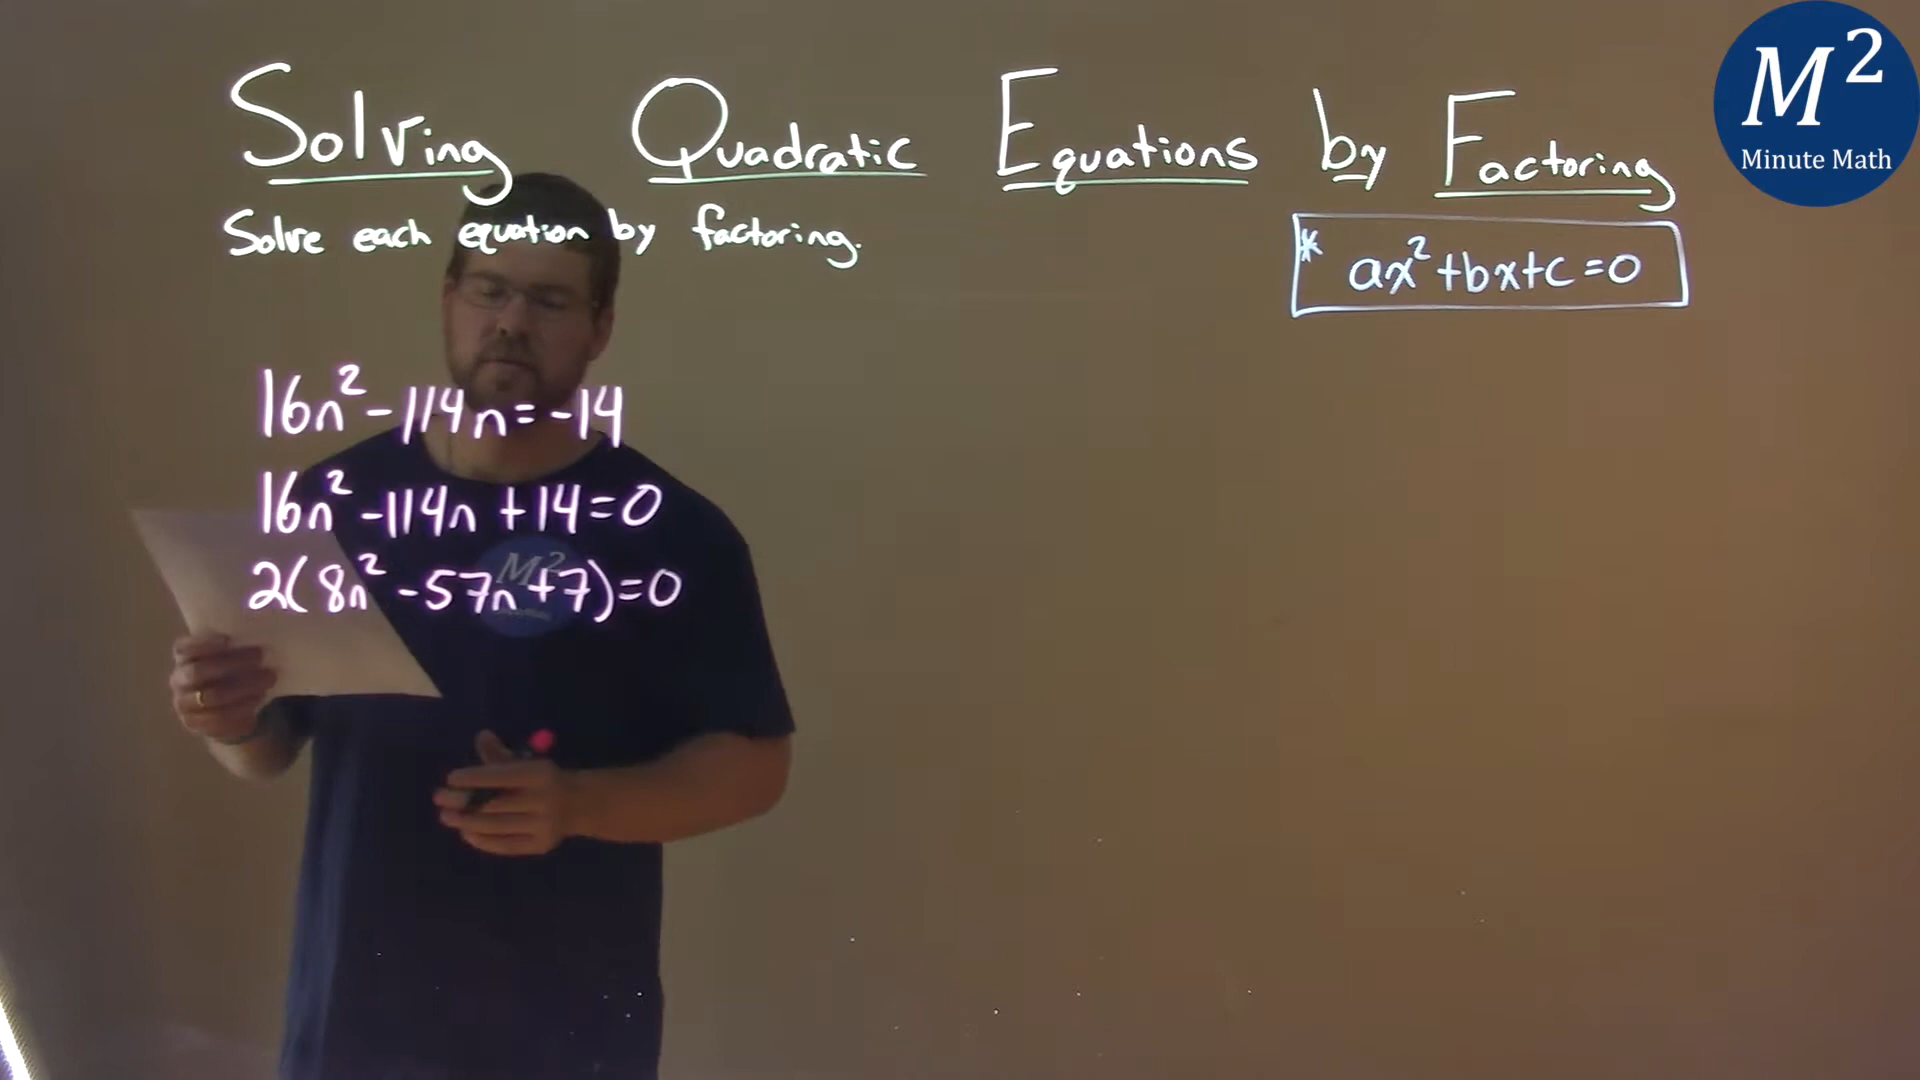 M²
Minute Math
Solving Quadratic Equations by Factoring
Solve each equation by factoring.
* ax²+bx+c=0
16n²-114n=-14
16n²-114n+14=0
2(8n²-57n+7)=0
M²